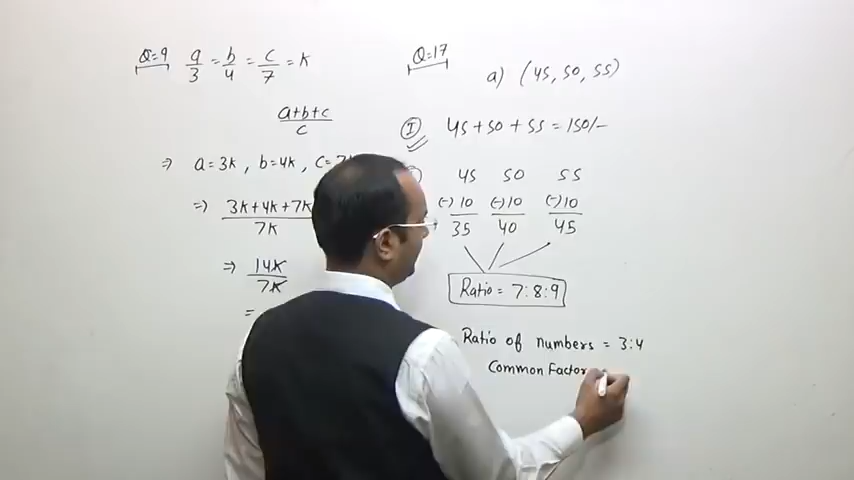 Q=9 a/3 = b/4 = c/7 = K
a+b+c/c
⇒ a=3K, b=4K, C=7
⇒ 3K+4K+7K/7K
⇒ 14K/7K
=
Q=17
a) (45, 50, 55)
I 45+50+55=150/-
45 50 55
(-)10 (-)10 (-)10
35 40 45
Ratio = 7:8:9
Ratio of numbers = 3:4
Common Factor